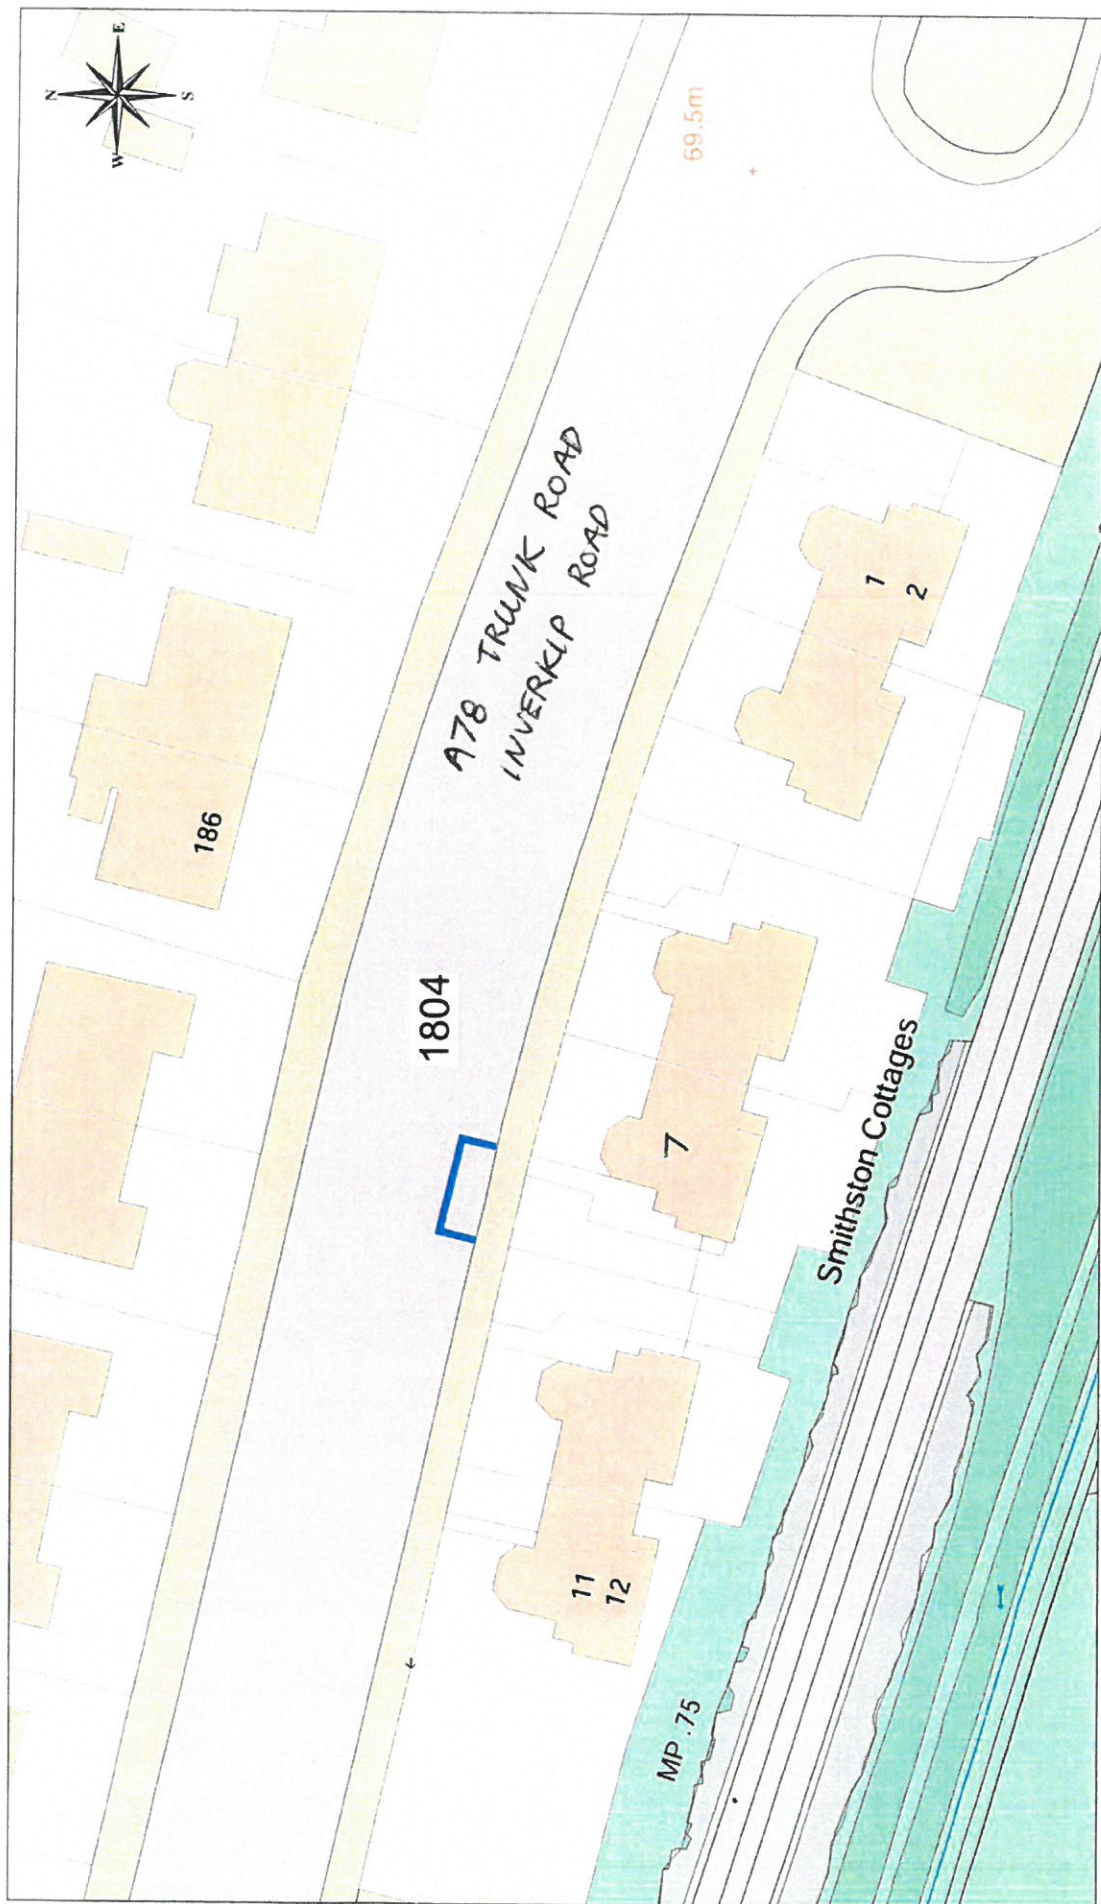 N
E
S
W
69.5m
A78 TRUNK ROAD
INVERKIP ROAD
186
1804
1
2
7
Smithston Cottages
11
12
MP .75